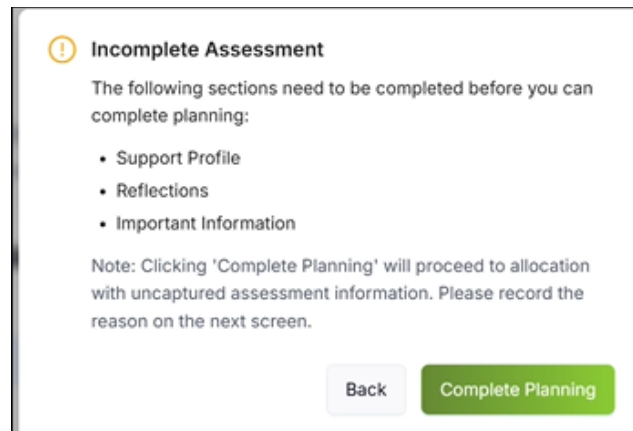 Incomplete Assessment
The following sections need to be completed before you can
complete planning:
• Support Profile
• Reflections
• Important Information
Note: Clicking 'Complete Planning' will proceed to allocation
with uncaptured assessment information. Please record the
reason on the next screen.
Back
Complete Planning